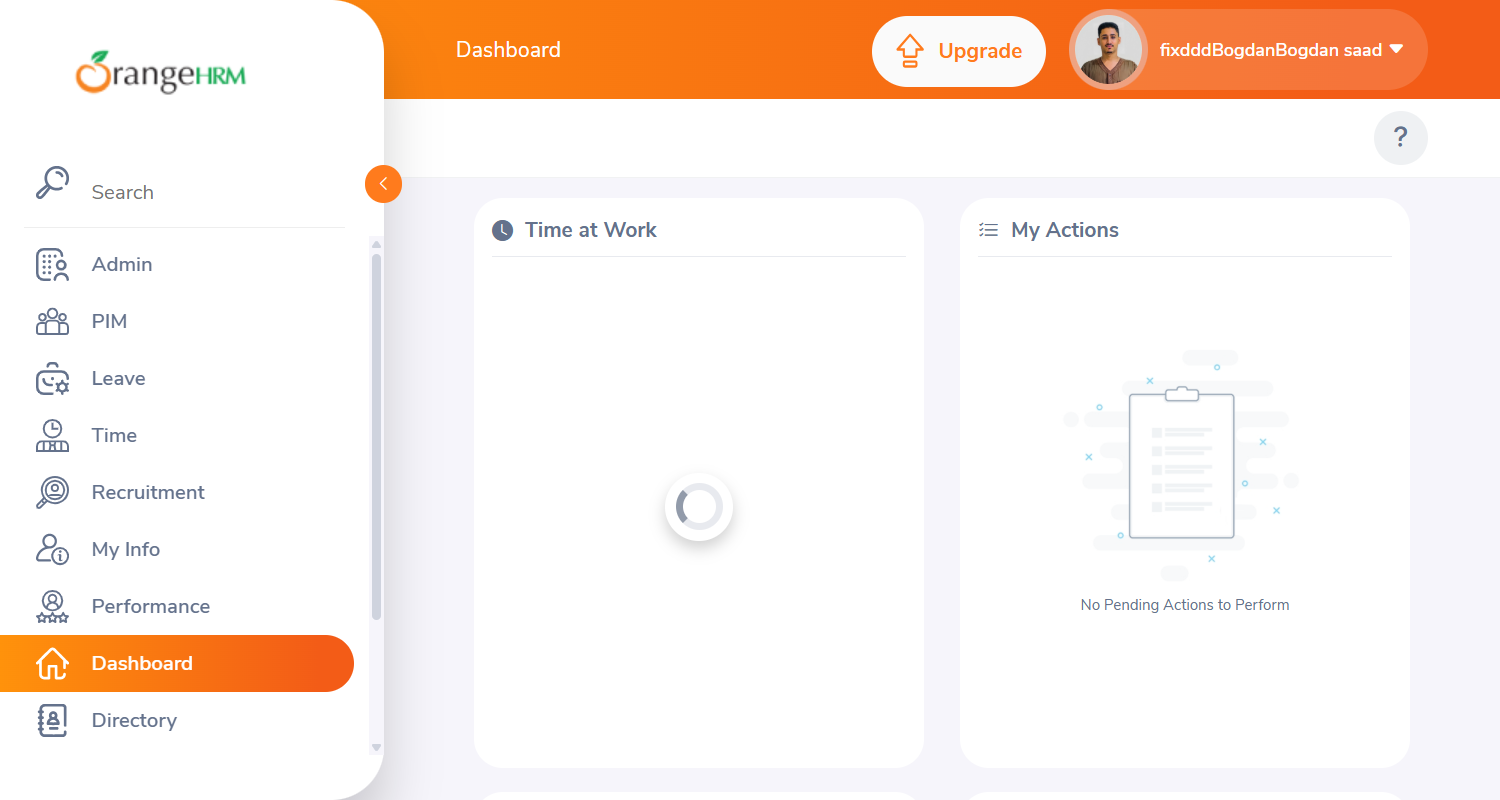 OrangeHRM
Search
Admin
PIM
Leave
Time
Recruitment
My Info
Performance
Dashboard
Directory
Dashboard
Upgrade
fixdddBogdanBogdan saad
?
Time at Work
My Actions
No Pending Actions to Perform